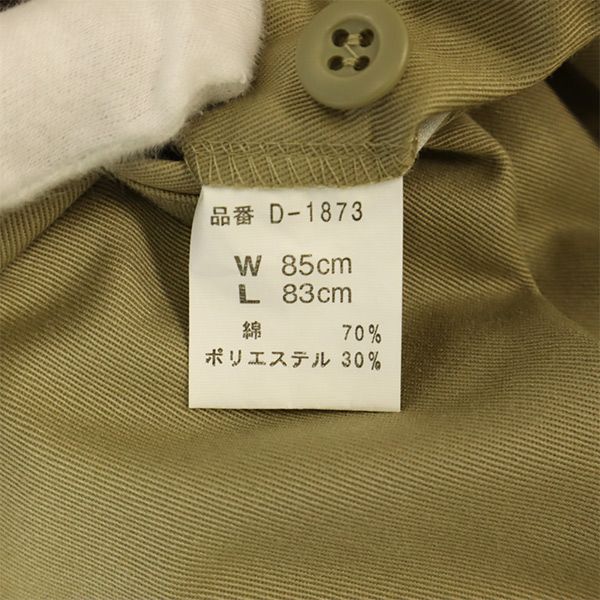 品番 D-1873
W 85cm
L 83cm
綿 70%
ポリエステル 30%